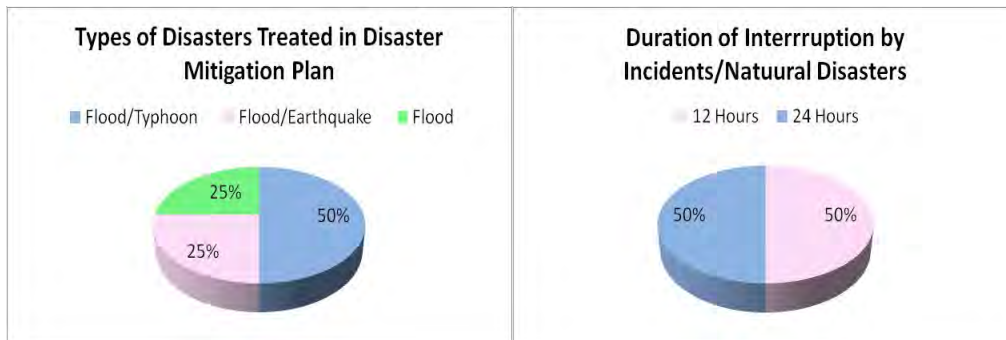 Types of Disasters Treated in Disaster
Mitigation Plan
Flood/Typhoon Flood/Earthquake Flood
25%
50%
25%
Duration of Interrruption by
Incidents/Natuural Disasters
12 Hours 24 Hours
50%
50%